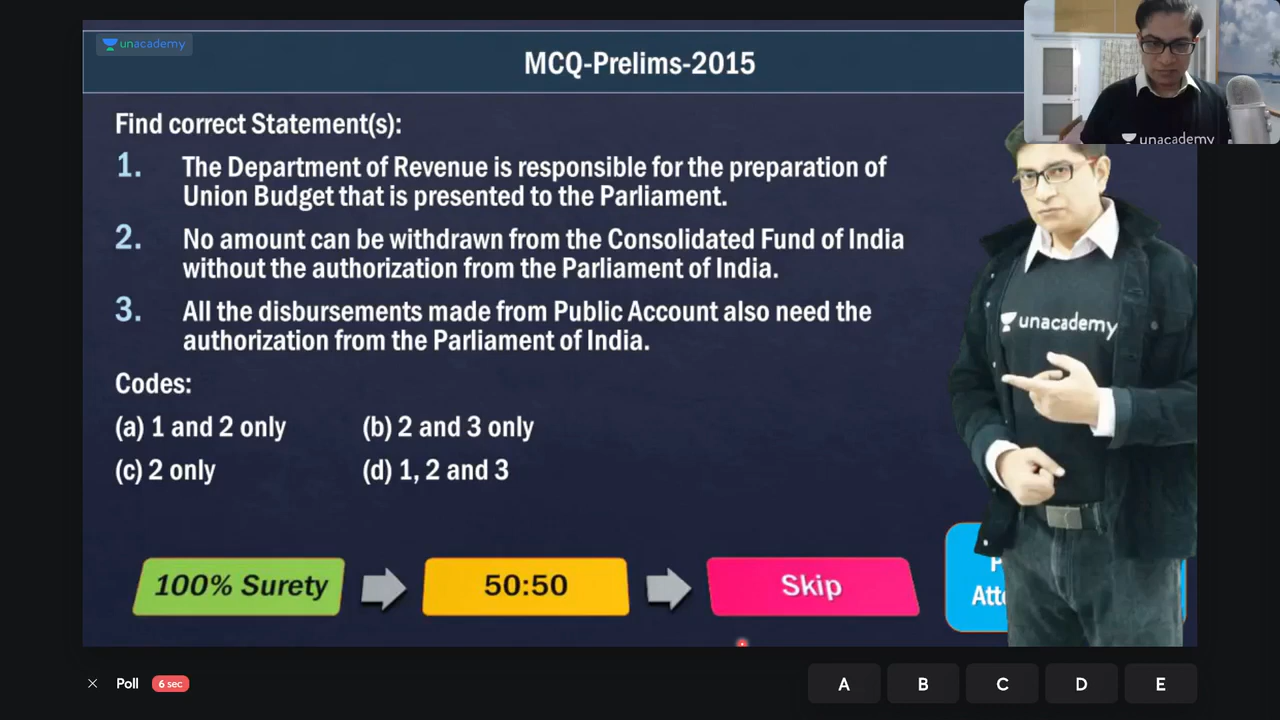 unacademy
MCQ-Prelims-2015
unacademy
Find correct Statement(s):
1. The Department of Revenue is responsible for the preparation of
Union Budget that is presented to the Parliament.
2. No amount can be withdrawn from the Consolidated Fund of India
without the authorization from the Parliament of India.
3. All the disbursements made from Public Account also need the
authorization from the Parliament of India.
unacademy
Codes:
(a) 1 and 2 only (b) 2 and 3 only
(c) 2 only (d) 1, 2 and 3
100% Surety 50:50 Skip
Poll 6 sec A B C D E